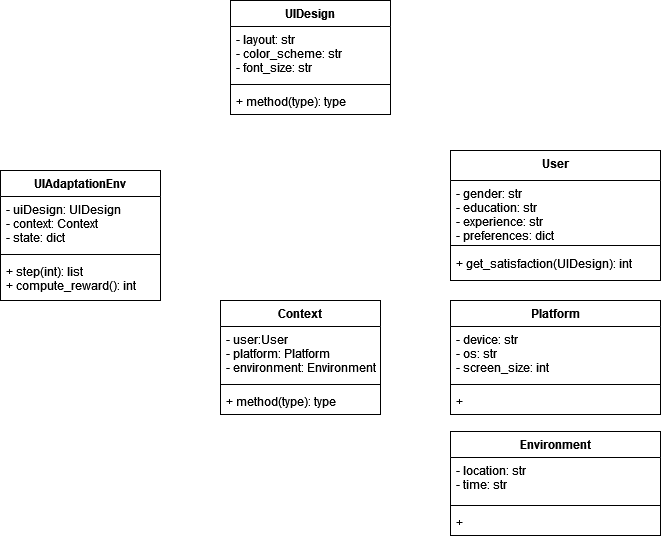 UIDesign
- layout: str
- color_scheme: str
- font_size: str
+ method(type): type
UIAdaptationEnv
- uiDesign: UIDesign
- context: Context
- state: dict
+ step(int): list
+ compute_reward(): int
User
- gender: str
- education: str
- experience: str
- preferences: dict
+ get_satisfaction(UIDesign): int
Context
- user:User
- platform: Platform
- environment: Environment
+ method(type): type
Platform
- device: str
- os: str
- screen_size: int
+
Environment
- location: str
- time: str
+